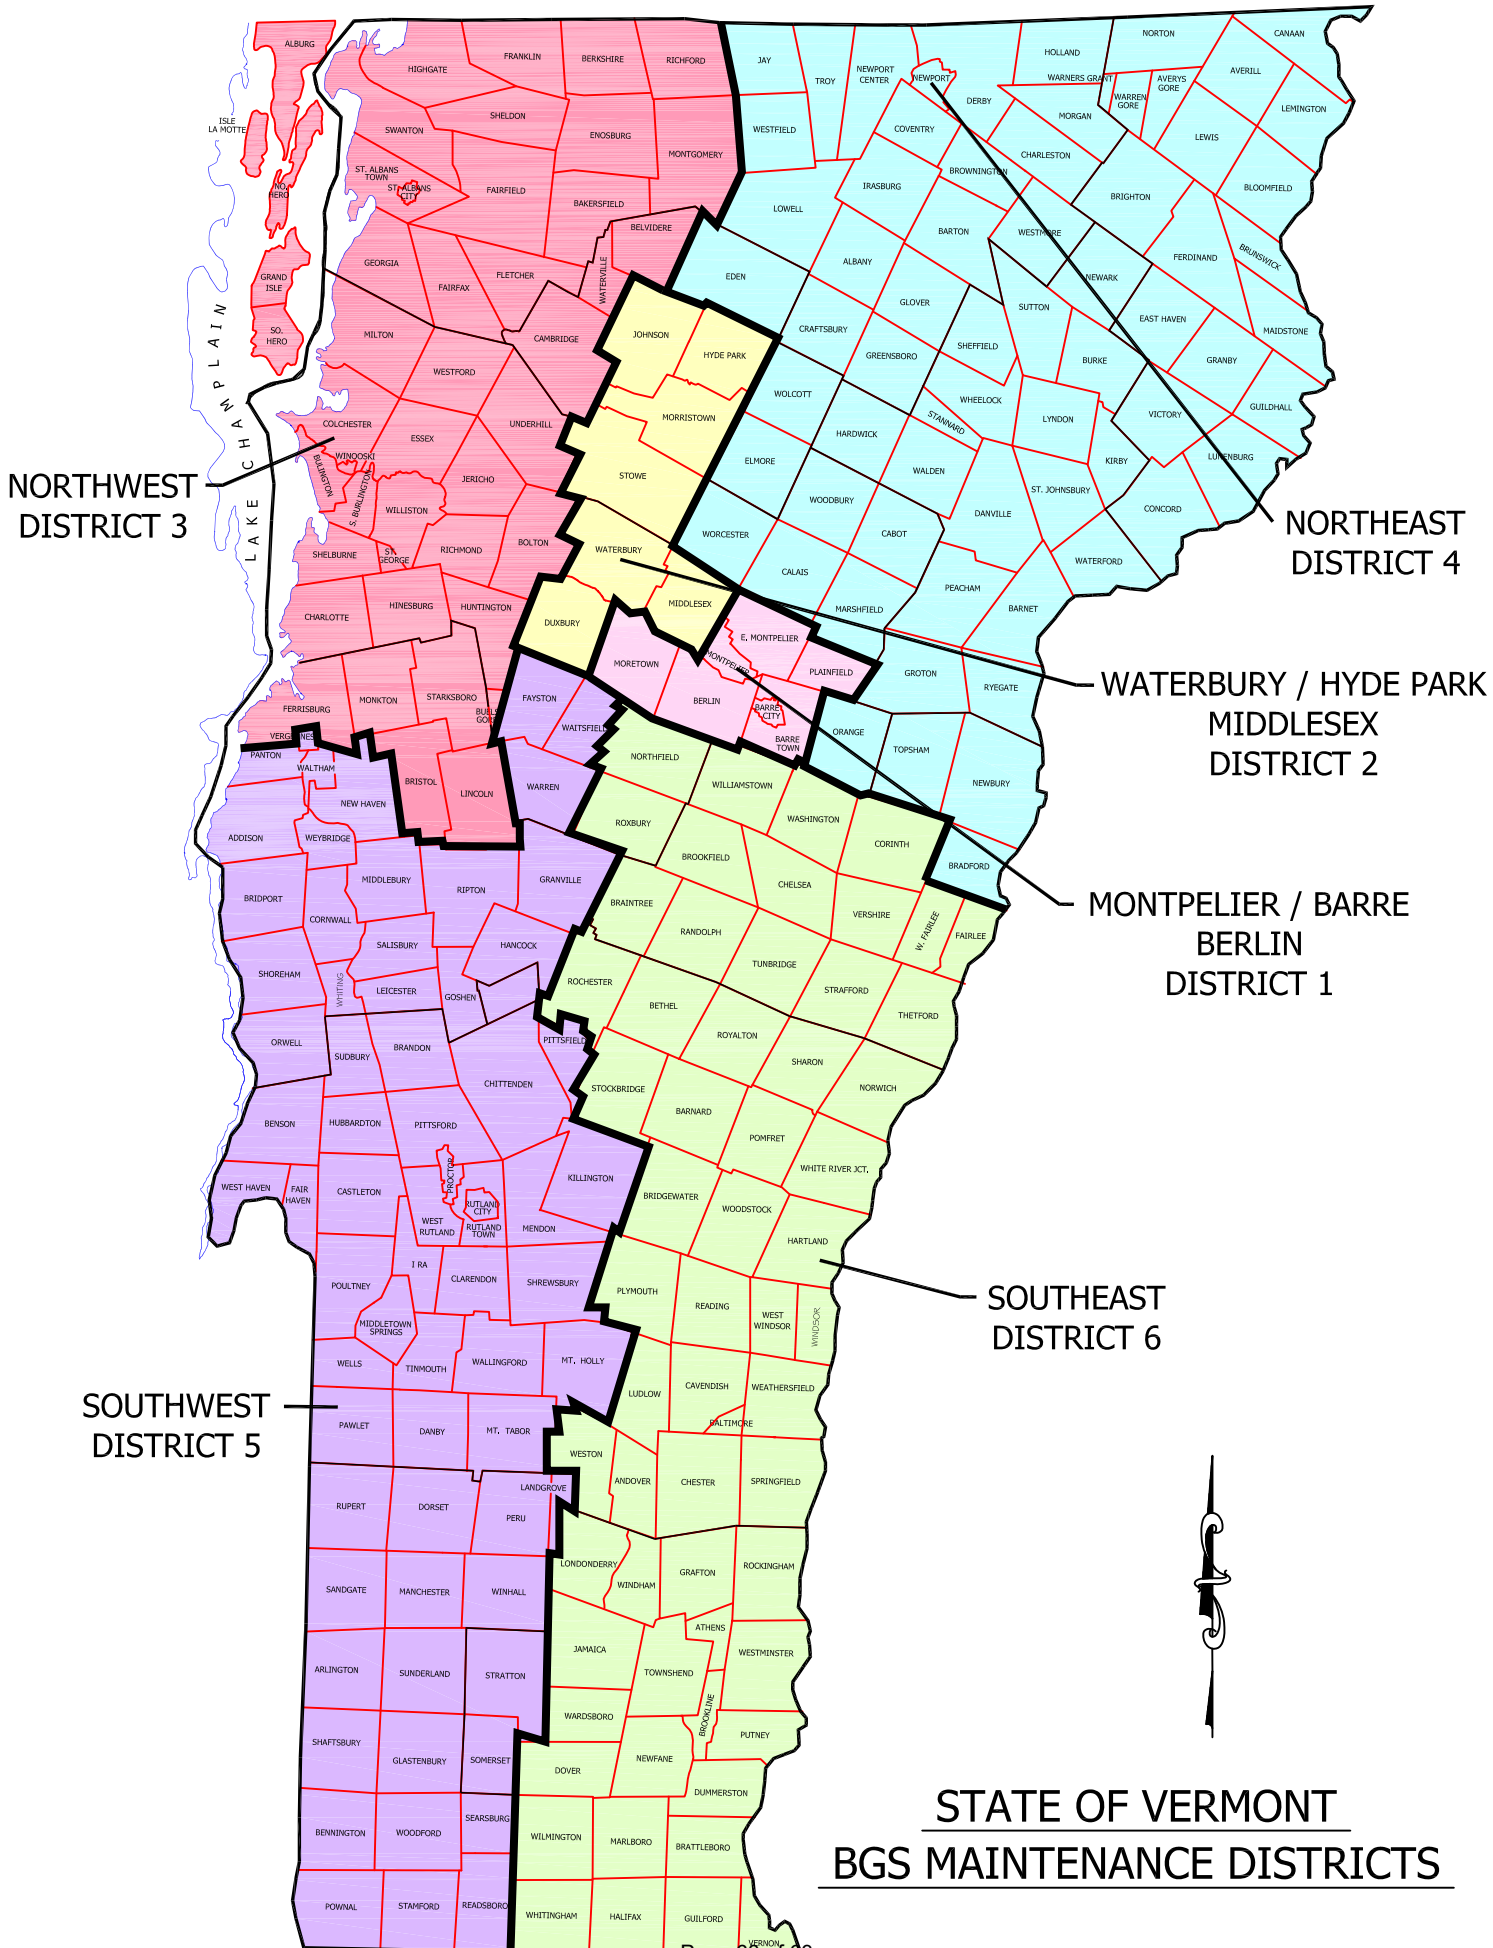 ALBURG
ISLE
LA MOTTE
NO.
HERO
GRAND
ISLE
SO.
HERO
HIGHGATE
FRANKLIN
BERKSHIRE
RICHFORD
SWANTON
SHELDON
ENOSBURG
MONTGOMERY
ST. ALBANS
TOWN
ST. ALBANS
CITY
FAIRFIELD
BAKERSFIELD
BELVIDERE
GEORGIA
FAIRFAX
FLETCHER
WATERVILLE
MILTON
CAMBRIDGE
WESTFORD
COLCHESTER
ESSEX
UNDERHILL
WINOOSKI
BULINGTON
S. BURLINGTON
JERICHO
WILLISTON
SHELBURNE
ST.
GEORGE
RICHMOND
BOLTON
CHARLOTTE
HINESBURG
HUNTINGTON
FERRISBURG
MONKTON
STARKSBORO
BUELS
GORE
BRISTOL
LINCOLN
LAKE CHAMPLAIN
NORTHWEST
DISTRICT 3
JAY
TROY
NEWPORT
CENTER
NEWPORT
DERBY
HOLLAND
NORTON
CANAAN
WARNERS GRANT
WARREN
GORE
AVERYS
GORE
AVERILL
LEMINGTON
WESTFIELD
COVENTRY
MORGAN
LEWIS
CHARLESTON
BROWNINGTON
BLOOMFIELD
IRASBURG
BRIGHTON
LOWELL
BARTON
WESTMORE
FERDINAND
BRUNSWICK
EDEN
ALBANY
NEWARK
GLOVER
SUTTON
EAST HAVEN
MAIDSTONE
CRAFTSBURY
GREENSBORO
SHEFFIELD
BURKE
GRANBY
WOLCOTT
WHEELOCK
STANNARD
LYNDON
VICTORY
GUILDHALL
HARDWICK
ELMORE
WALDEN
KIRBY
LUNENBURG
ST. JOHNSBURY
WOODBURY
DANVILLE
CONCORD
WORCESTER
CABOT
WATERFORD
CALAIS
PEACHAM
MARSHFIELD
BARNET
GROTON
RYEGATE
ORANGE
TOPSHAM
NEWBURY
BRADFORD
NORTHEAST
DISTRICT 4
JOHNSON
HYDE PARK
MORRISTOWN
STOWE
WATERBURY
MIDDLESEX
DUXBURY
WATERBURY / HYDE PARK
MIDDLESEX
DISTRICT 2
MORETOWN
E. MONTPELIER
MONTPELIER
PLAINFIELD
BERLIN
BARRE
CITY
BARRE
TOWN
MONTPELIER / BARRE
BERLIN
DISTRICT 1
FAYSTON
WAITSFIELD
WARREN
VERGENNES
PANTON
WALTHAM
NEW HAVEN
ADDISON
WEYBRIDGE
MIDDLEBURY
RIPTON
GRANVILLE
BRIDPORT
CORNWALL
SALISBURY
HANCOCK
SHOREHAM
WHITING
LEICESTER
GOSHEN
ORWELL
SUDBURY
BRANDON
PITTSFIELD
CHITTENDEN
BENSON
HUBBARDTON
PITTSFORD
PROCTOR
KILLINGTON
WEST HAVEN
FAIR
HAVEN
CASTLETON
RUTLAND
CITY
WEST
RUTLAND
RUTLAND
TOWN
MENDON
POULTNEY
I RA
CLARENDON
SHREWSBURY
MIDDLETOWN
SPRINGS
WELLS
TINMOUTH
WALLINGFORD
MT. HOLLY
PAWLET
DANBY
MT. TABOR
LANDGROVE
RUPERT
DORSET
PERU
SANDGATE
MANCHESTER
WINHALL
ARLINGTON
SUNDERLAND
STRATTON
SHAFTSBURY
GLASTENBURY
SOMERSET
SEARSBURG
BENNINGTON
WOODFORD
POWNAL
STAMFORD
READSBORO
SOUTHWEST
DISTRICT 5
NORTHFIELD
WILLIAMSTOWN
ROXBURY
WASHINGTON
BROOKFIELD
CORINTH
CHELSEA
BRAINTREE
VERSHIRE
W. FAIRLEE
FAIRLEE
RANDOLPH
TUNBRIDGE
ROCHESTER
STRAFFORD
BETHEL
THETFORD
ROYALTON
SHARON
STOCKBRIDGE
NORWICH
BARNARD
POMFRET
WHITE RIVER JCT.
BRIDGEWATER
WOODSTOCK
HARTLAND
PLYMOUTH
READING
WEST
WINDSOR
WINDSOR
LUDLOW
CAVENDISH
WEATHERSFIELD
BALTIMORE
WESTON
ANDOVER
CHESTER
SPRINGFIELD
LONDONDERRY
WINDHAM
GRAFTON
ROCKINGHAM
ATHENS
JAMAICA
TOWNSHEND
WESTMINSTER
WARDSBORO
BROOKLINE
PUTNEY
DOVER
NEWFANE
DUMMERSTON
WILMINGTON
MARLBORO
BRATTLEBORO
WHITINGHAM
HALIFAX
GUILFORD
VERNON
SOUTHEAST
DISTRICT 6
STATE OF VERMONT
BGS MAINTENANCE DISTRICTS